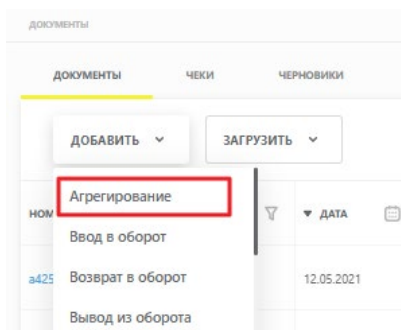 ДОКУМЕНТЫ
ДОКУМЕНТЫ ЧЕКИ ЧЕРНОВИКИ
ДОБАВИТЬ ЗАГРУЗИТЬ
Агрегирование
НОМ ДАТА
Ввод в оборот
a425 Возврат в оборот 12.05.2021
Вывод из оборота